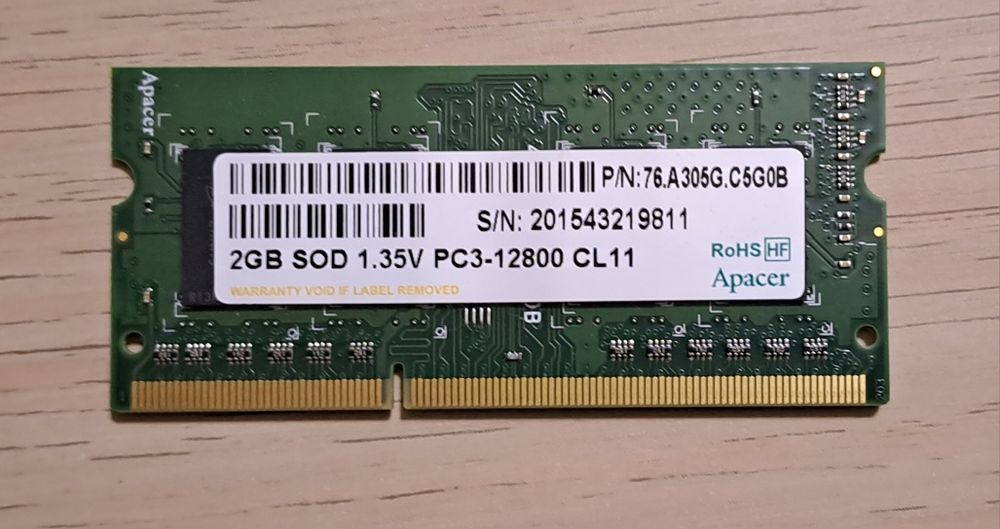 Apacer
P/N:76.A305G.C5G0B
S/N: 201543219811
2GB SOD 1.35V PC3-12800 CL11
RoHS HF
WARRANTY VOID IF LABEL REMOVED
Apacer
203